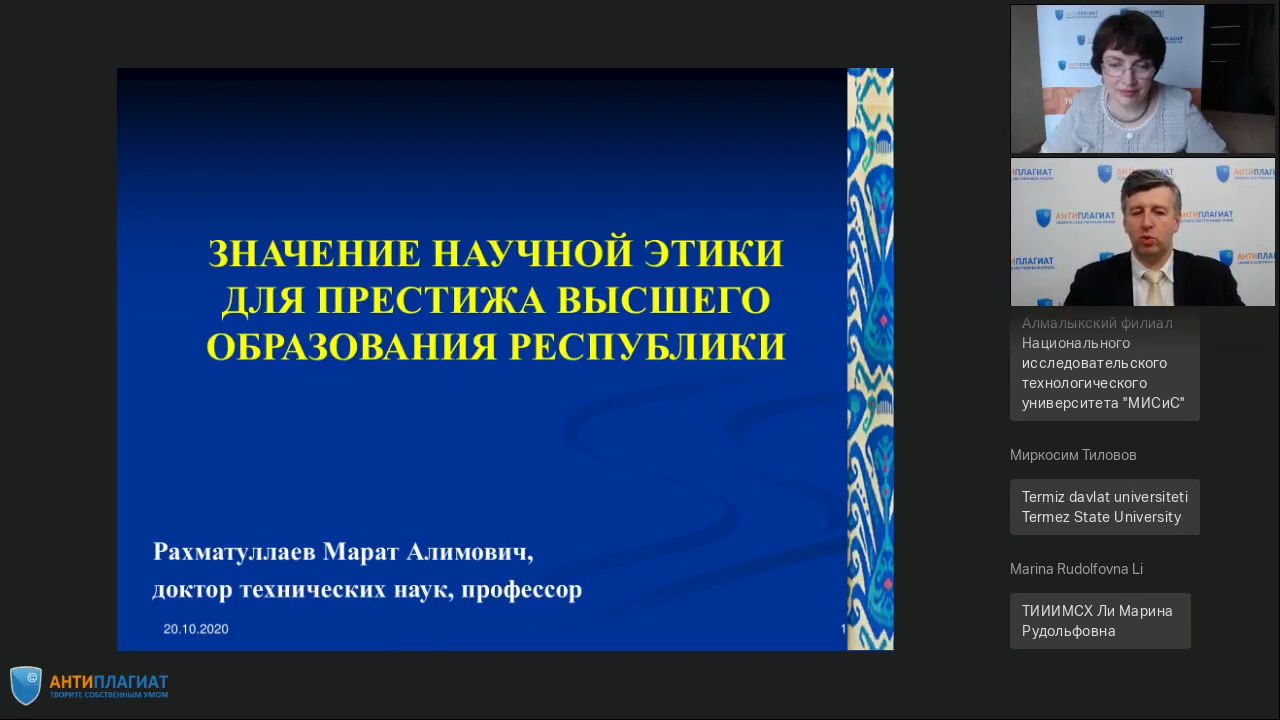 ЗНАЧЕНИЕ НАУЧНОЙ ЭТИКИ
ДЛЯ ПРЕСТИЖА ВЫСШЕГО
ОБРАЗОВАНИЯ РЕСПУБЛИКИ
Рахматуллаев Марат Алимович,
доктор технических наук, профессор
20.10.2020
1
АНТИПЛАГИАТ
ТВОРИТЕ СОБСТВЕННЫМ УМОМ
АНТИПЛАГИАТ
Алмалыкский филиал
Национального
исследовательского
технологического
университета "МИСиС"
Миркосим Тиловов
Termiz davlat universiteti
Termez State University
Marina Rudolfovna Li
ТИИИМСХ Ли Марина
Рудольфовна